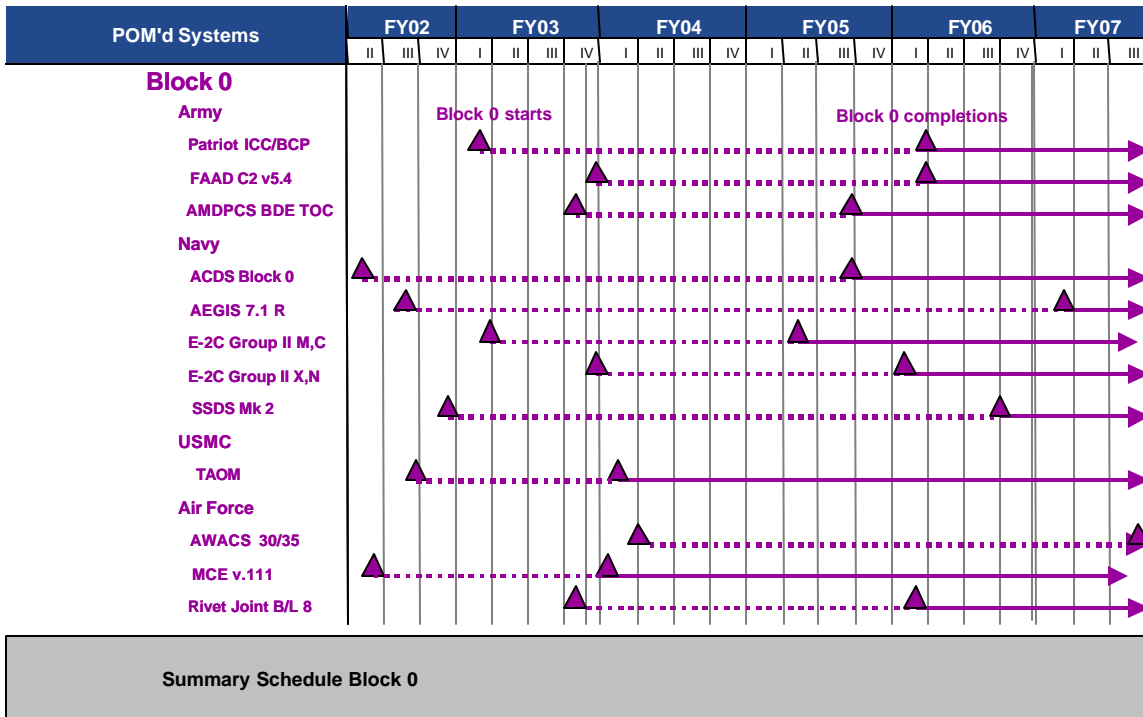 POM'd Systems FY02 FY03 FY04 FY05 FY06 FY07
II III IV I II III IV I II III IV I II III IV I II III IV I II III
Block 0
Army Block 0 starts Block 0 completions
Patriot ICC/BCP
FAAD C2 v5.4
AMDPCS BDE TOC
Navy
ACDS Block 0
AEGIS 7.1 R
E-2C Group II M,C
E-2C Group II X,N
SSDS Mk 2
USMC
TAOM
Air Force
AWACS 30/35
MCE v.111
Rivet Joint B/L 8
Summary Schedule Block 0